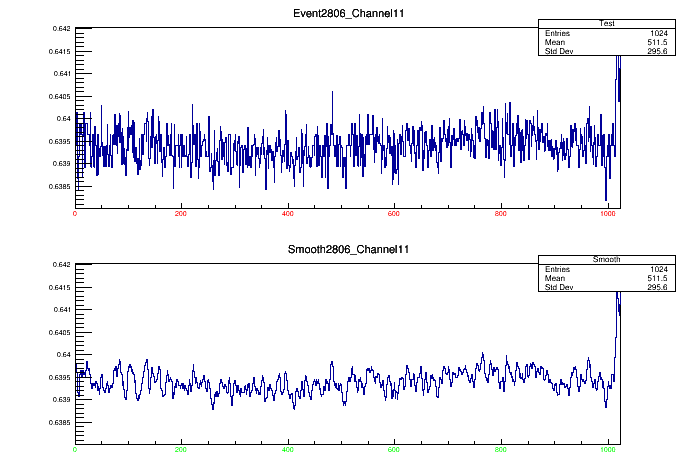 Event2806_Channel11
Test
Entries 1024
Mean 511.5
Std Dev 295.6
0.642
0.6415
0.641
0.6405
0.64
0.6395
0.639
0.6385
0 200 400 600 800 1000
Smooth2806_Channel11
Smooth
Entries 1024
Mean 511.5
Std Dev 295.6
0.642
0.6415
0.641
0.6405
0.64
0.6395
0.639
0.6385
0 200 400 600 800 1000